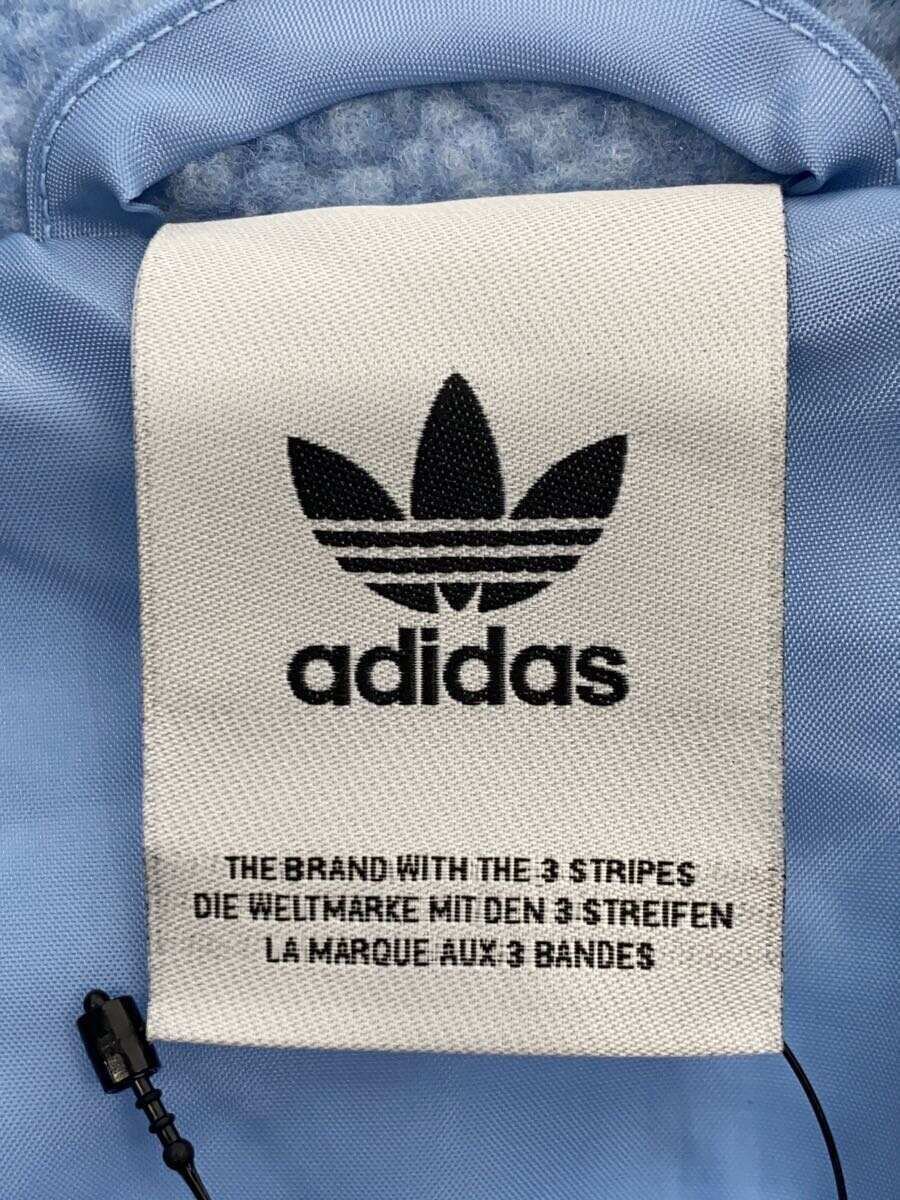 adidas
THE BRAND WITH THE 3 STRIPES
DIE WELTMARKE MIT DEN 3 STREIFEN
LA MARQUE AUX 3 BANDES